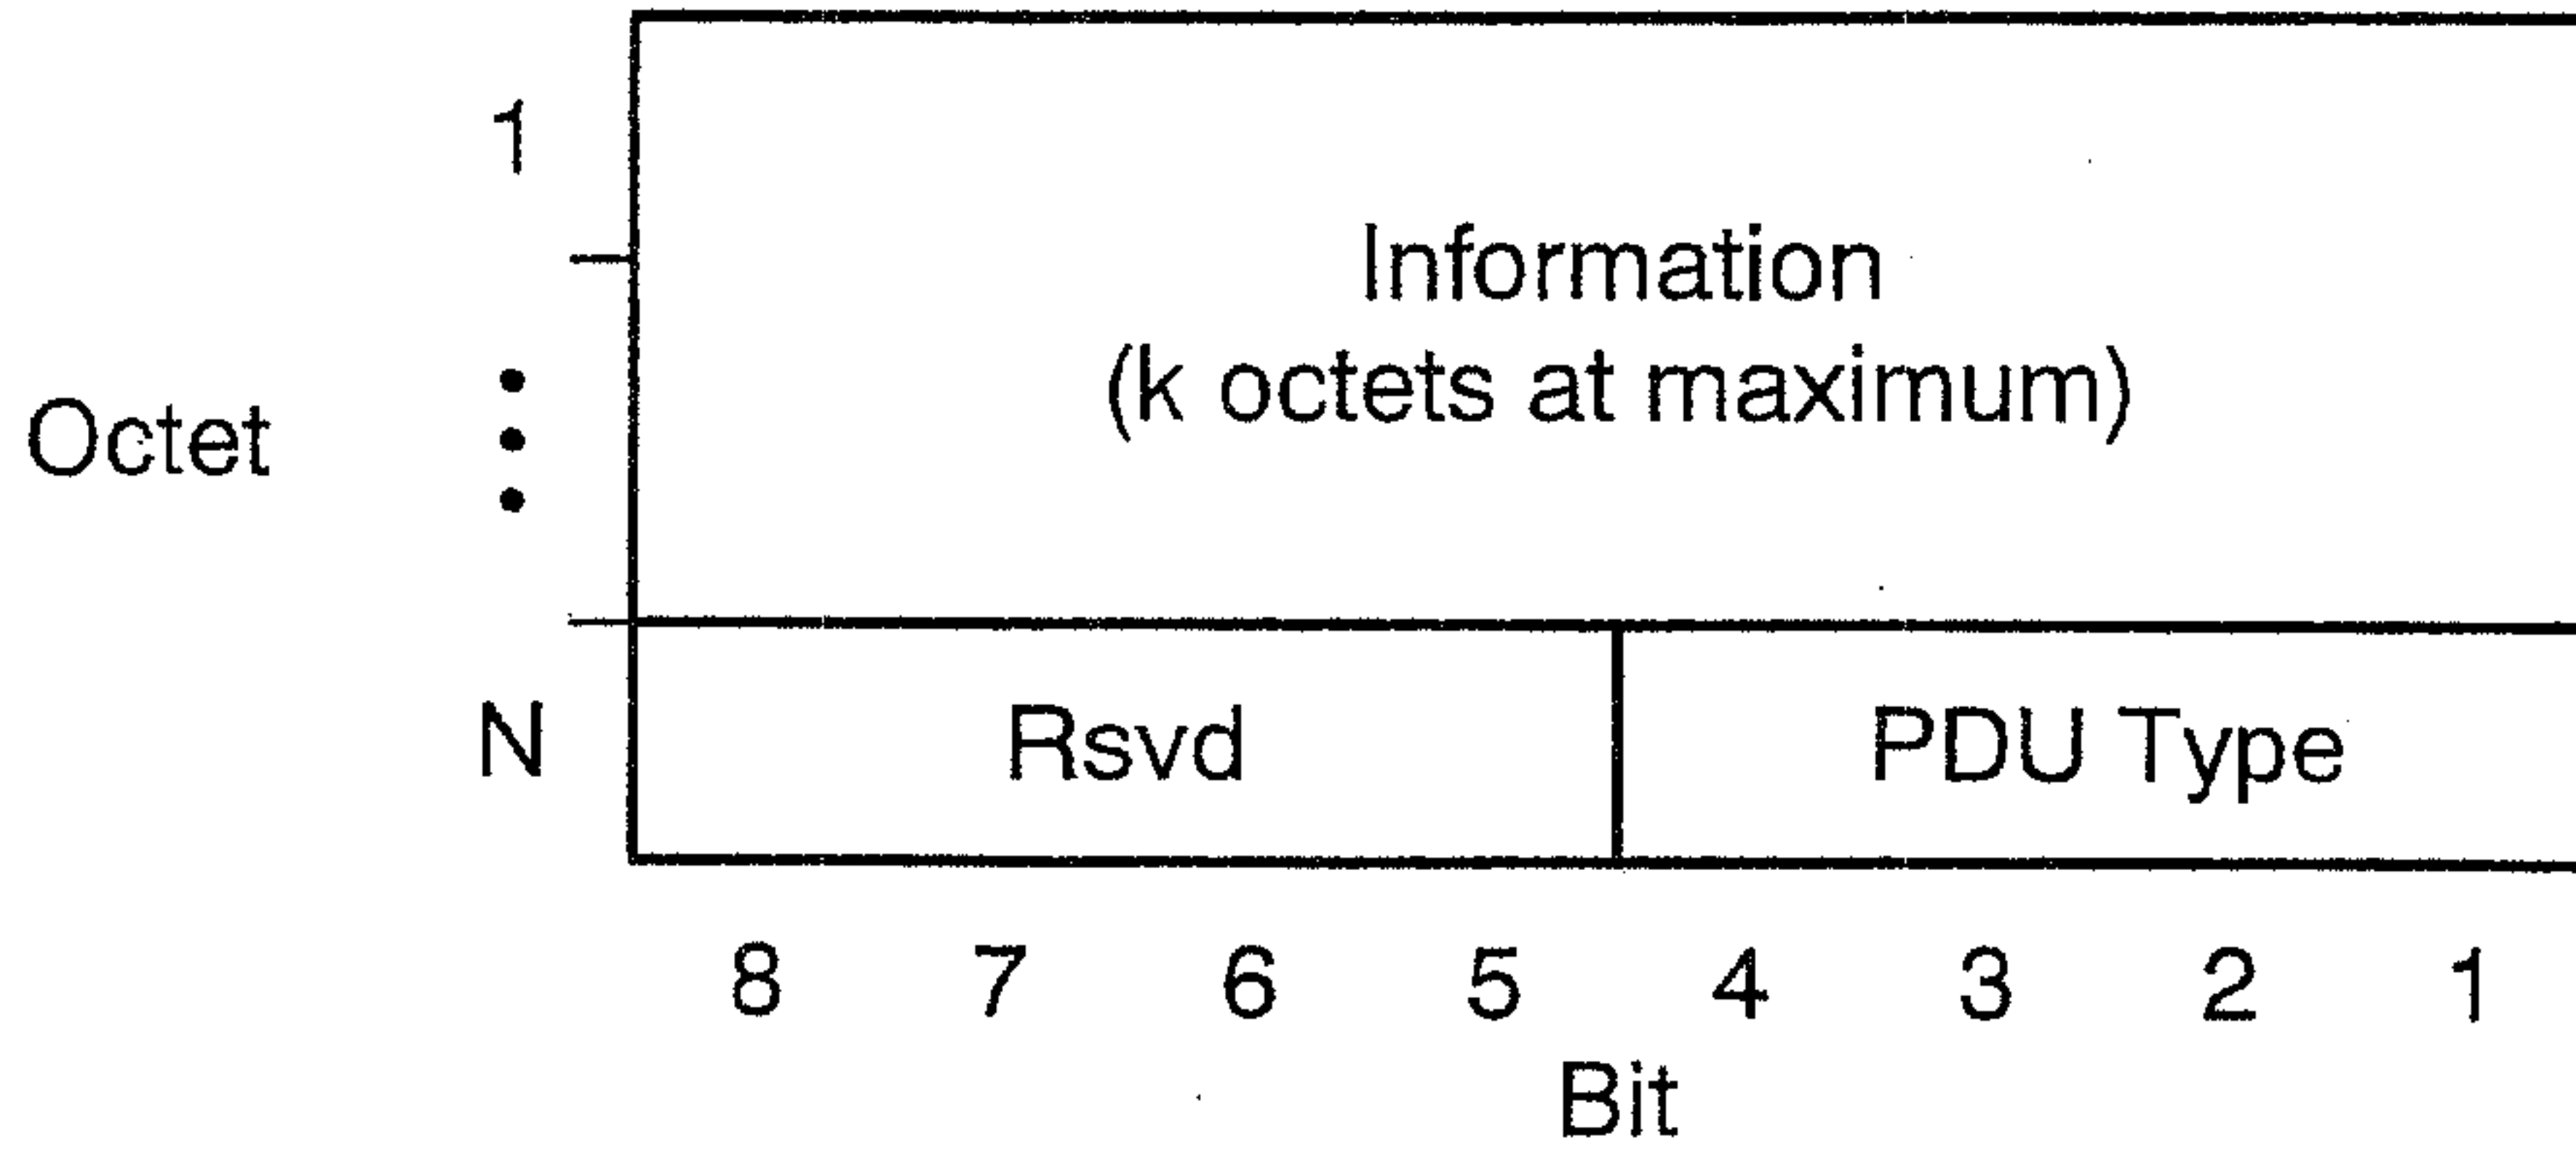 1
Information
(k octets at maximum)
Octet
N
Rsvd
PDU Type
8 7 6 5 4 3 2 1
Bit